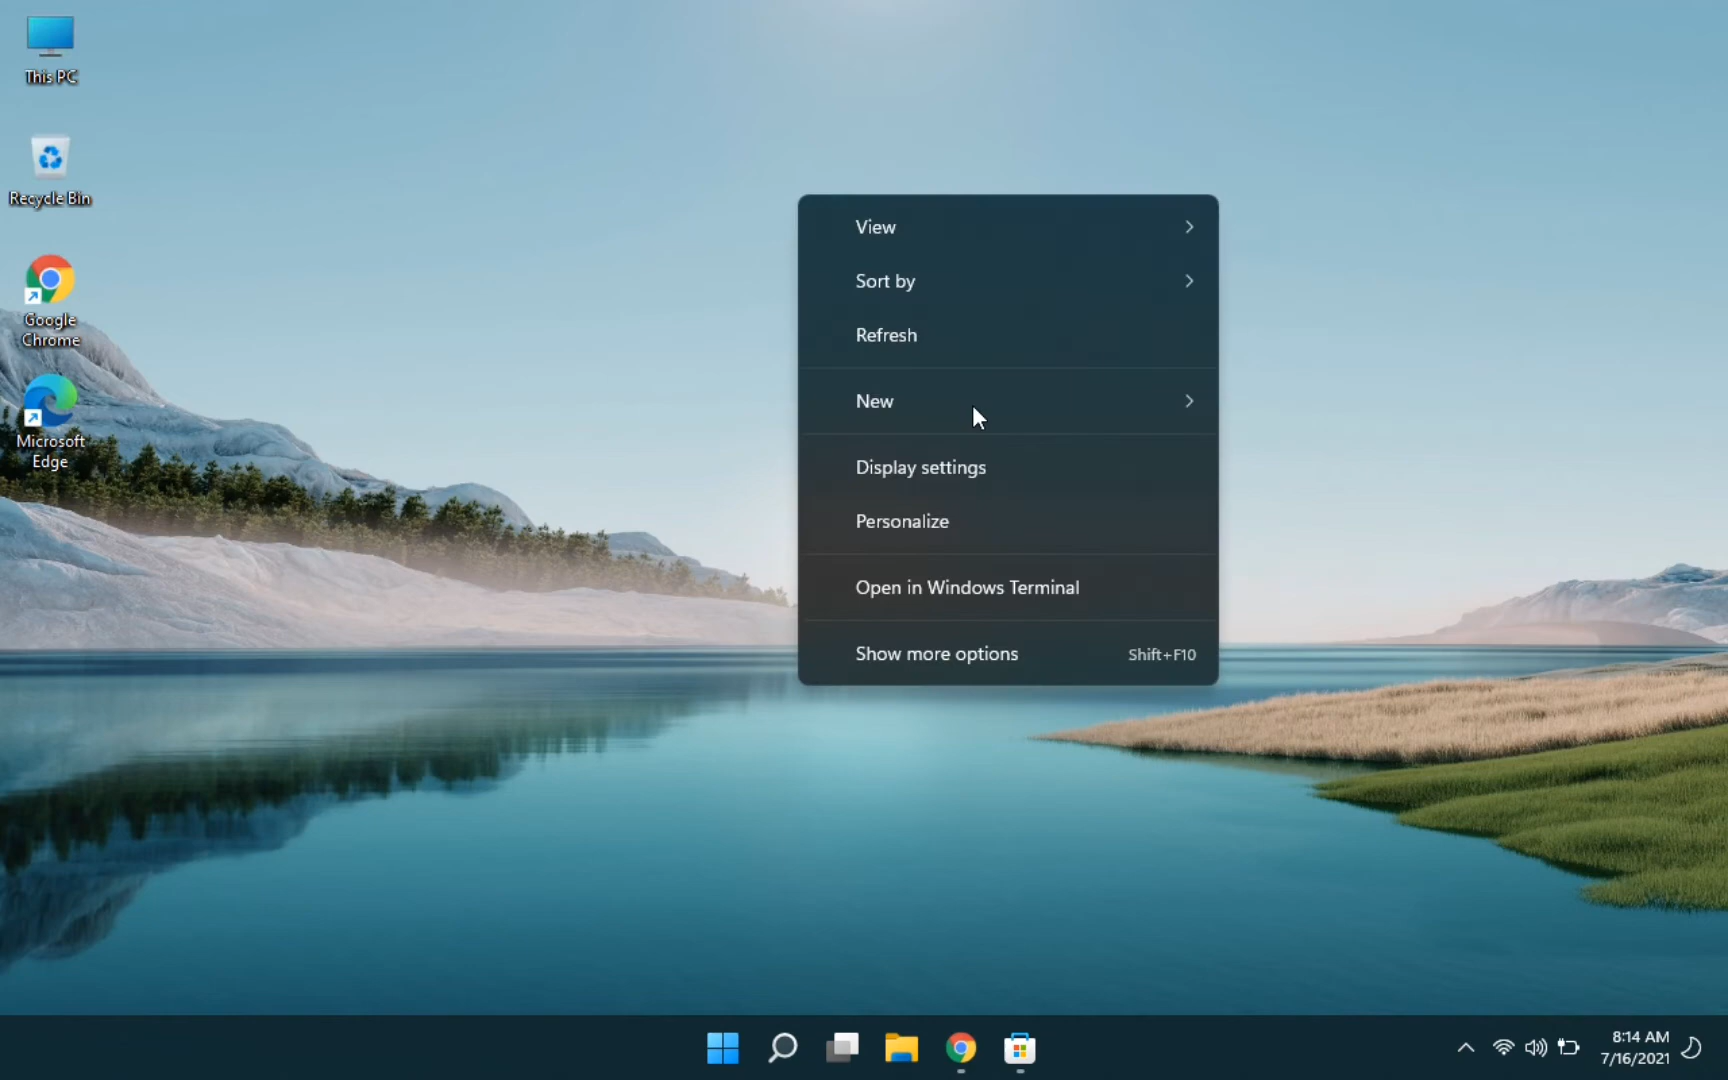 This PC
Recycle Bin
Google
Chrome
Microsoft
Edge
View
Sort by
Refresh
New
Display settings
Personalize
Open in Windows Terminal
Show more options Shift+F10
8:14 AM
7/16/2021